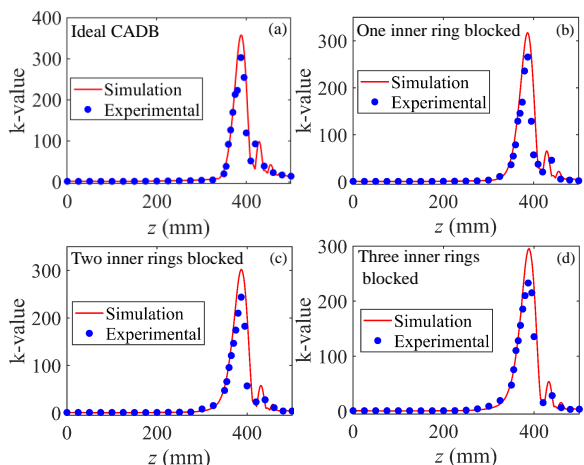 Ideal CADB
(a)
k-value
400
300
200
100
0
Simulation
Experimental
0
200
400
z (mm)
One inner ring blocked
(b)
k-value
300
200
100
0
Simulation
Experimental
0
200
400
z (mm)
Two inner rings blocked
(c)
k-value
300
200
100
0
Simulation
Experimental
0
200
400
z (mm)
Three inner rings
blocked
(d)
k-value
300
200
100
0
Simulation
Experimental
0
200
400
z (mm)